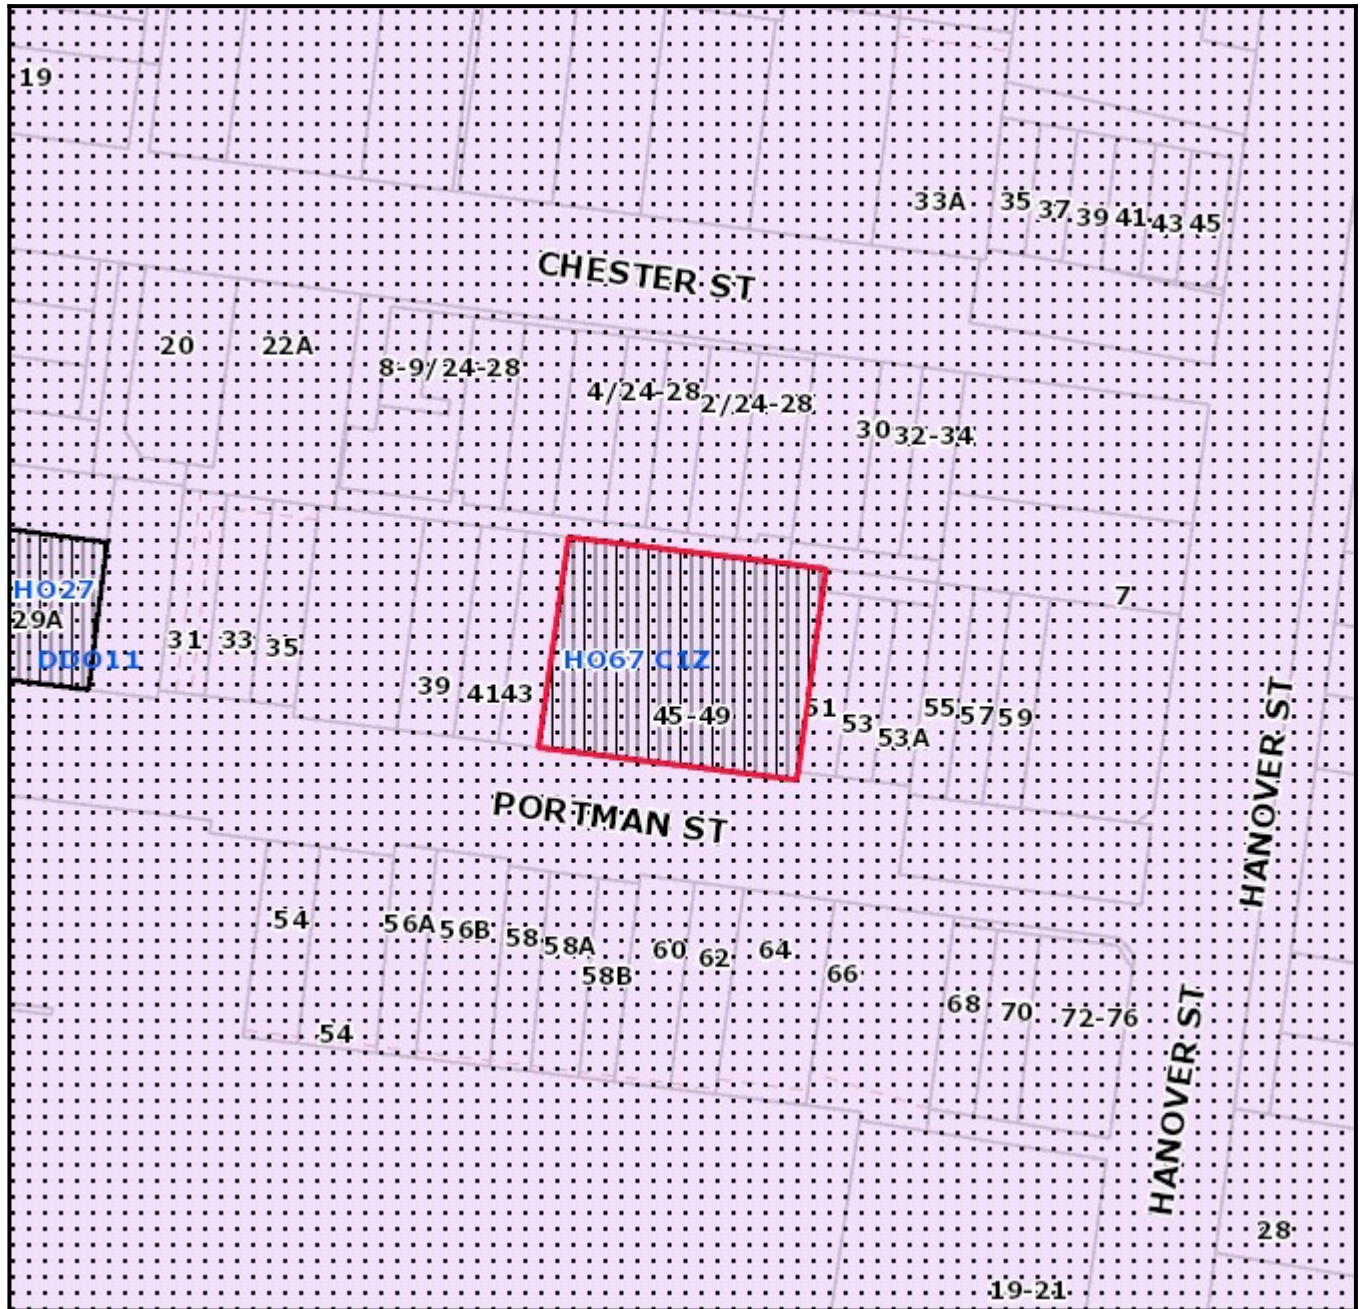 19
33A 35 37 39 41 43 45
CHESTER ST
20 22A
8-9/24-28
4/24-28 2/24-28
30 32-34
HO27
29A
DDO11
7
31 33 35
HO67 C1Z
39 41 43
45-49
51 53 53A 55 57 59
HANOVER ST
PORTMAN ST
54 56A 56B 58 58A 58B 60 62 64 66
68 70 72-76
54
HANOVER ST
28
19-21